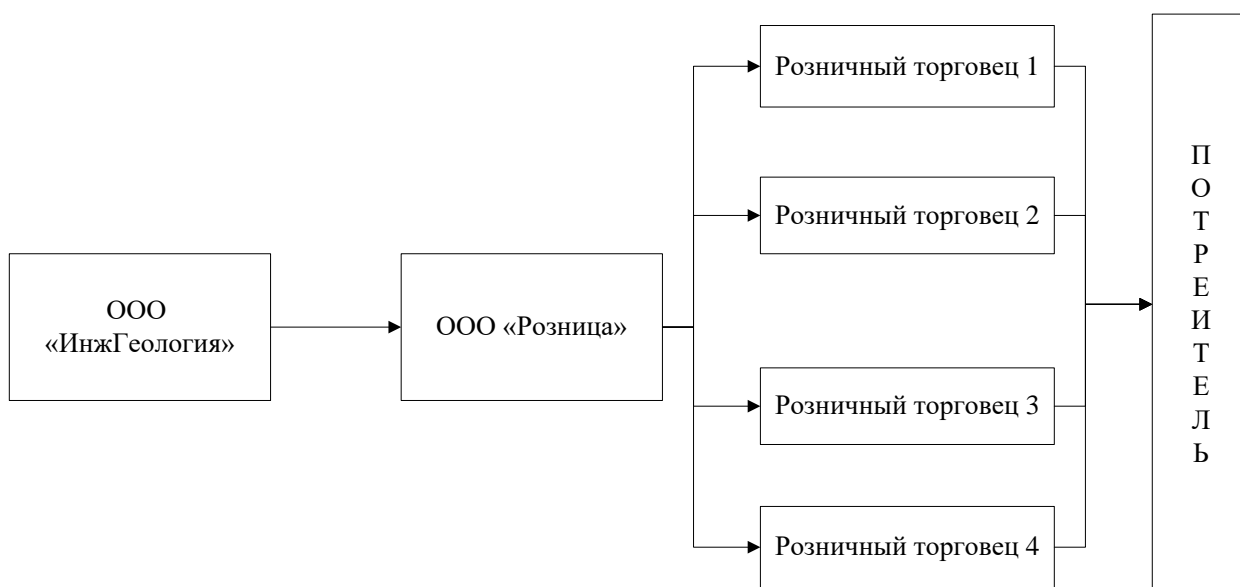 Розничный торговец 1
Розничный торговец 2
ООО
«ИнжГеология»
ООО «Розница»
Розничный торговец 3
Розничный торговец 4
П
О
Т
Р
Е
И
Т
Е
Л
Ь